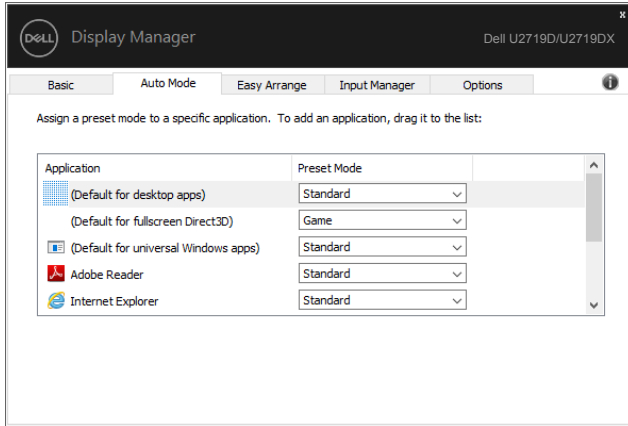 DELL Display Manager
Dell U2719D/U2719DX
x
Basic Auto Mode Easy Arrange Input Manager Options i
Assign a preset mode to a specific application. To add an application, drag it to the list:
Application Preset Mode
(Default for desktop apps) Standard
(Default for fullscreen Direct3D) Game
(Default for universal Windows apps) Standard
Adobe Reader Standard
Internet Explorer Standard